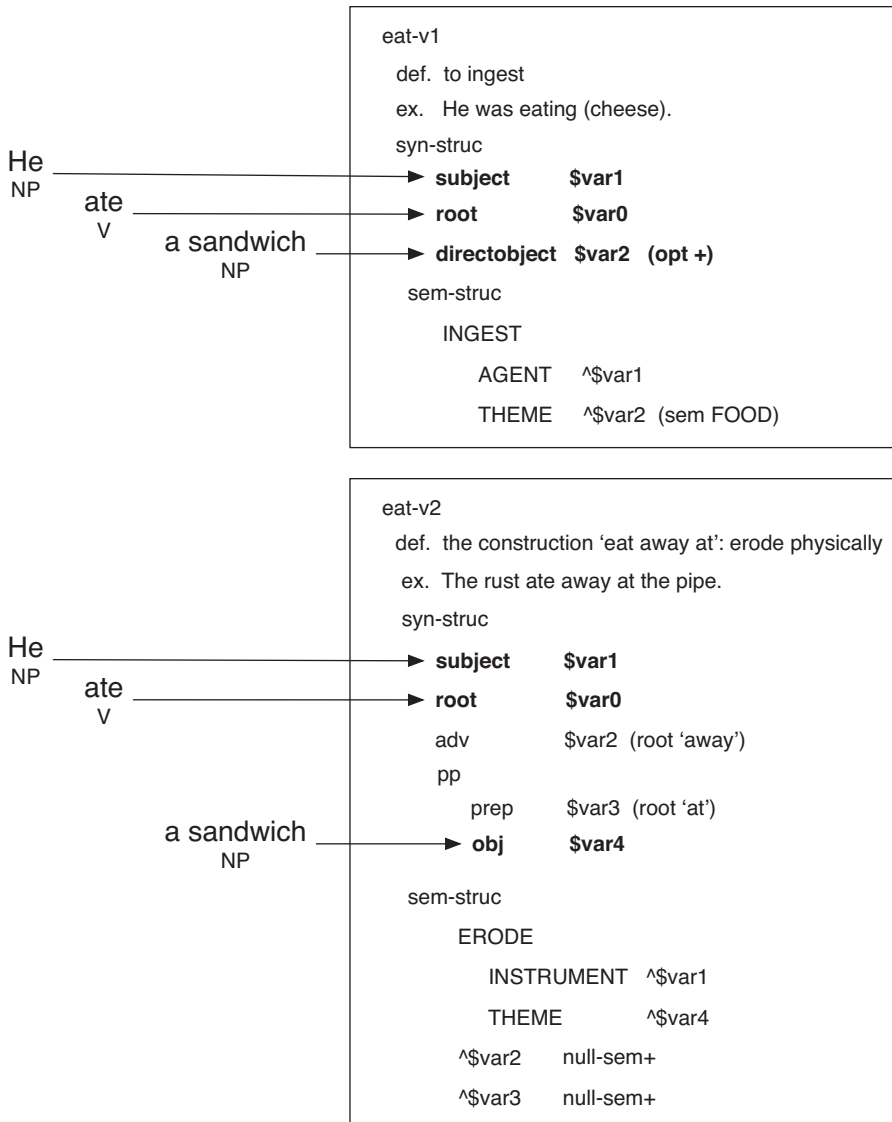 eat-v1
def. to ingest
ex. He was eating (cheese).
syn-struc
He
NP
subject $var1
ate
V
root $var0
a sandwich
NP
directobject $var2 (opt +)
sem-struc
INGEST
AGENT ^$var1
THEME ^$var2 (sem FOOD)
eat-v2
def. the construction ‘eat away at’: erode physically
ex. The rust ate away at the pipe.
syn-struc
He
NP
subject $var1
ate
V
root $var0
adv $var2 (root ‘away’)
pp
prep $var3 (root ‘at’)
a sandwich
NP
obj $var4
sem-struc
ERODE
INSTRUMENT ^$var1
THEME ^$var4
^$var2 null-sem+
^$var3 null-sem+